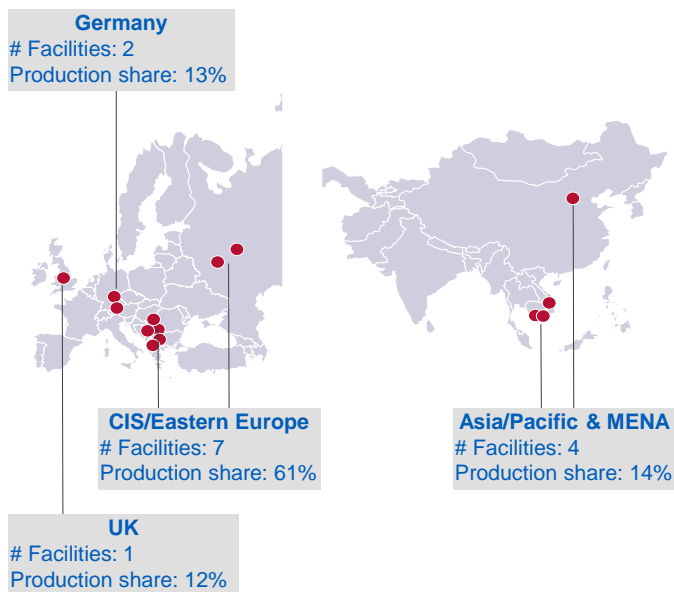 Germany
# Facilities: 2
Production share: 13%
CIS/Eastern Europe
# Facilities: 7
Production share: 61%
Asia/Pacific & MENA
# Facilities: 4
Production share: 14%
UK
# Facilities: 1
Production share: 12%